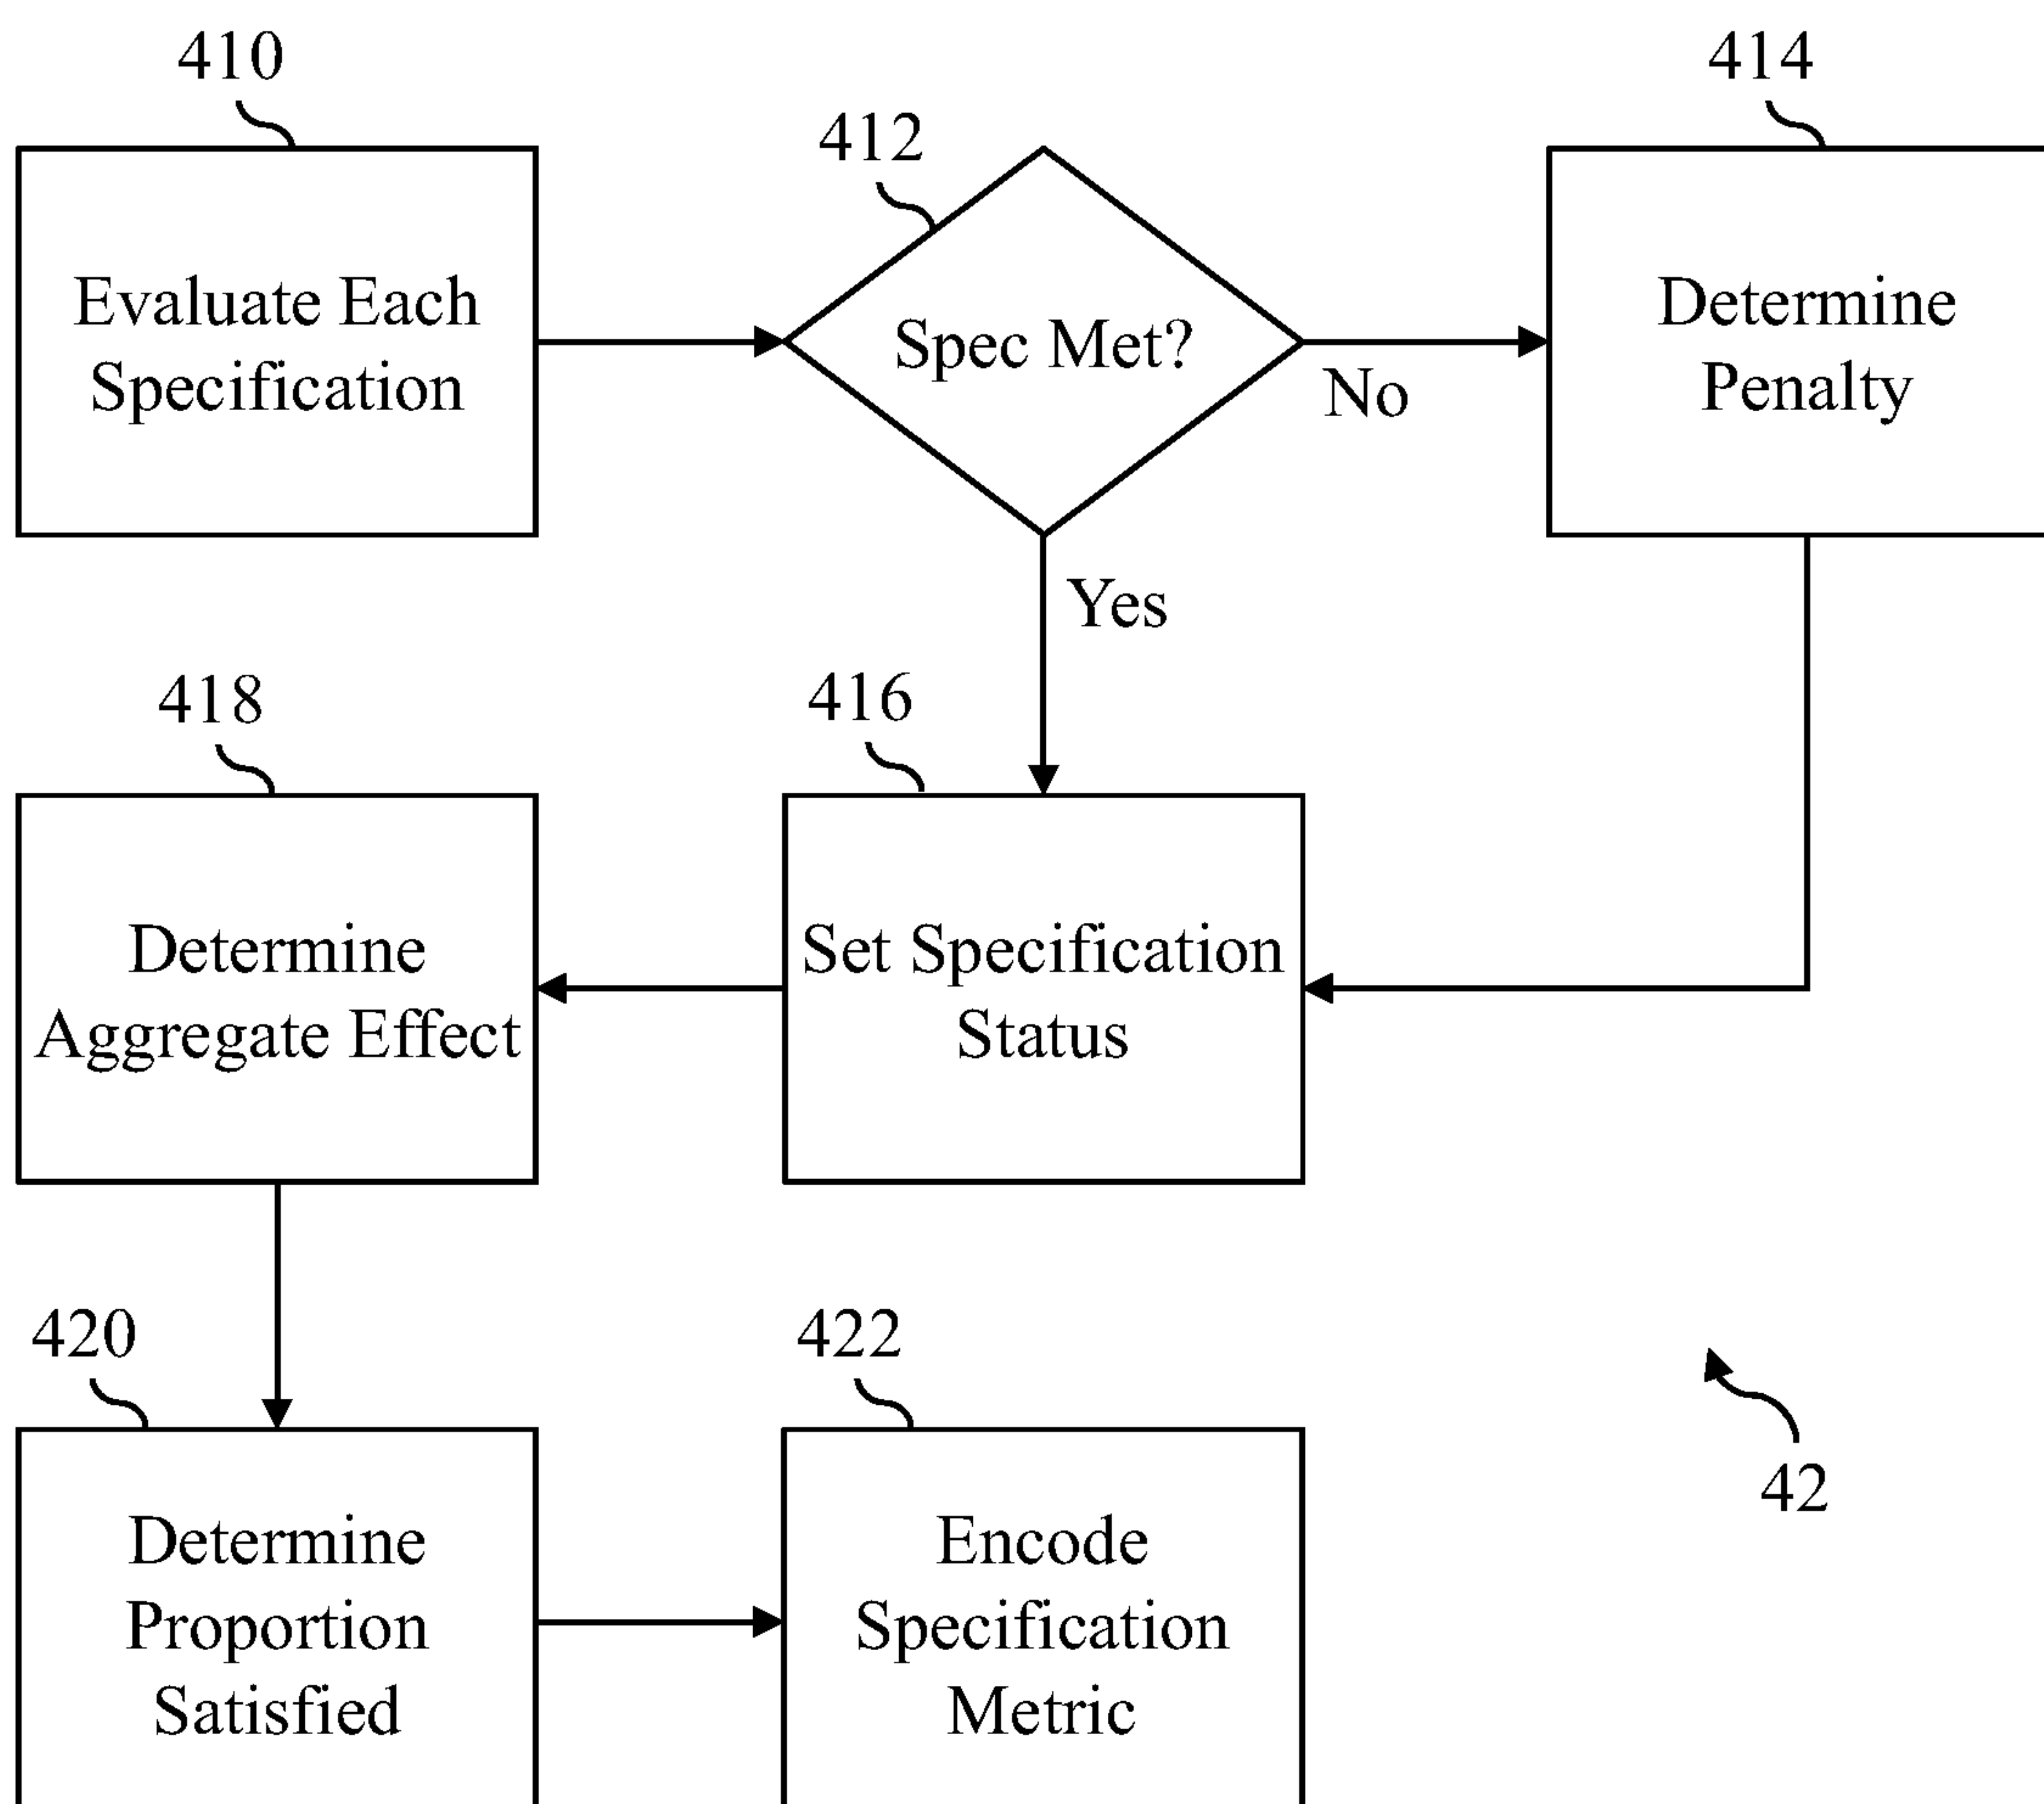 410
Evaluate Each
Specification
412
Spec Met?
No
Yes
414
Determine
Penalty
416
Set Specification
Status
418
Determine
Aggregate Effect
420
Determine
Proportion
Satisfied
422
Encode
Specification
Metric
42